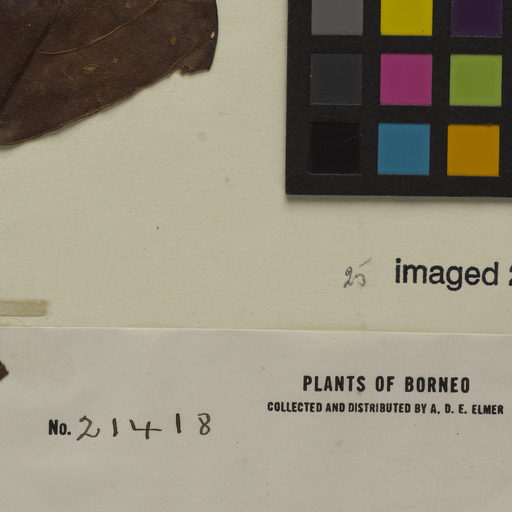 25 imaged
PLANTS OF BORNEO
COLLECTED AND DISTRIBUTED BY A. D. E. ELMER
No. 21418